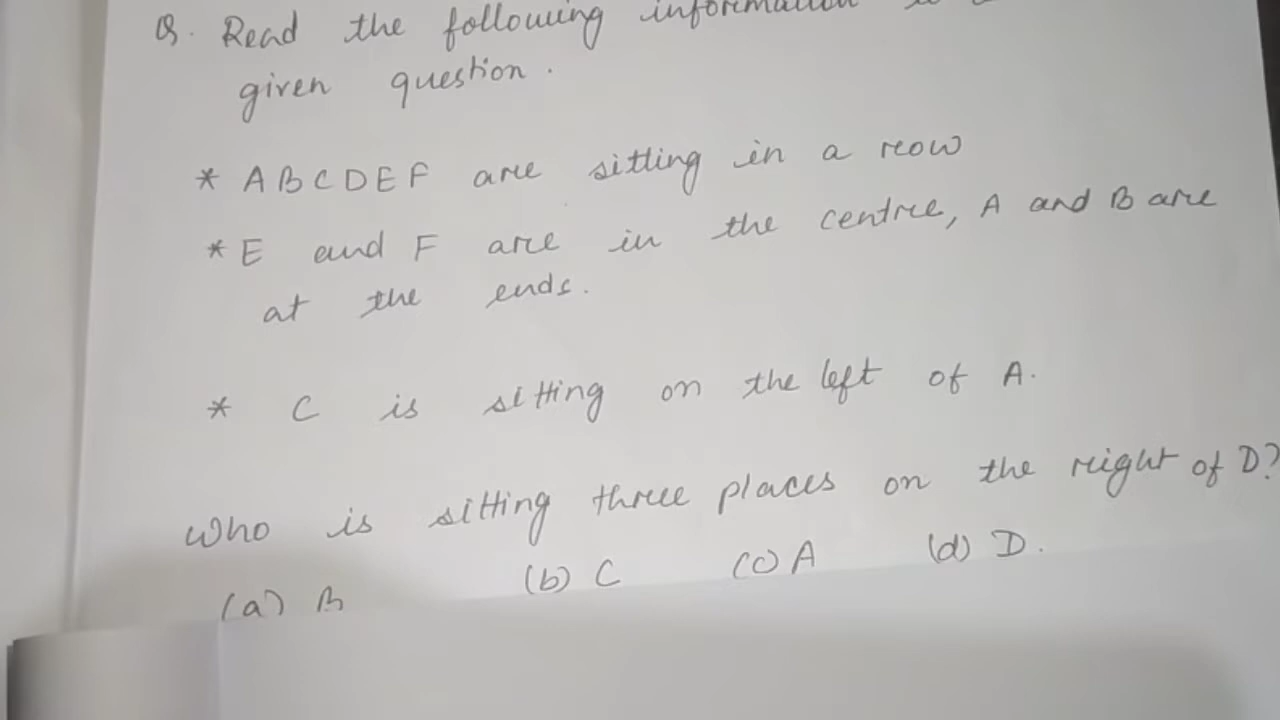 Q. Read the following information
given question.
* A B C D E F are sitting in a row
* E and F are in the centre, A and B are
at the ends.
* C is sitting on the left of A.
Who is sitting three places on the right of D?
(a) B (b) C (c) A (d) D.